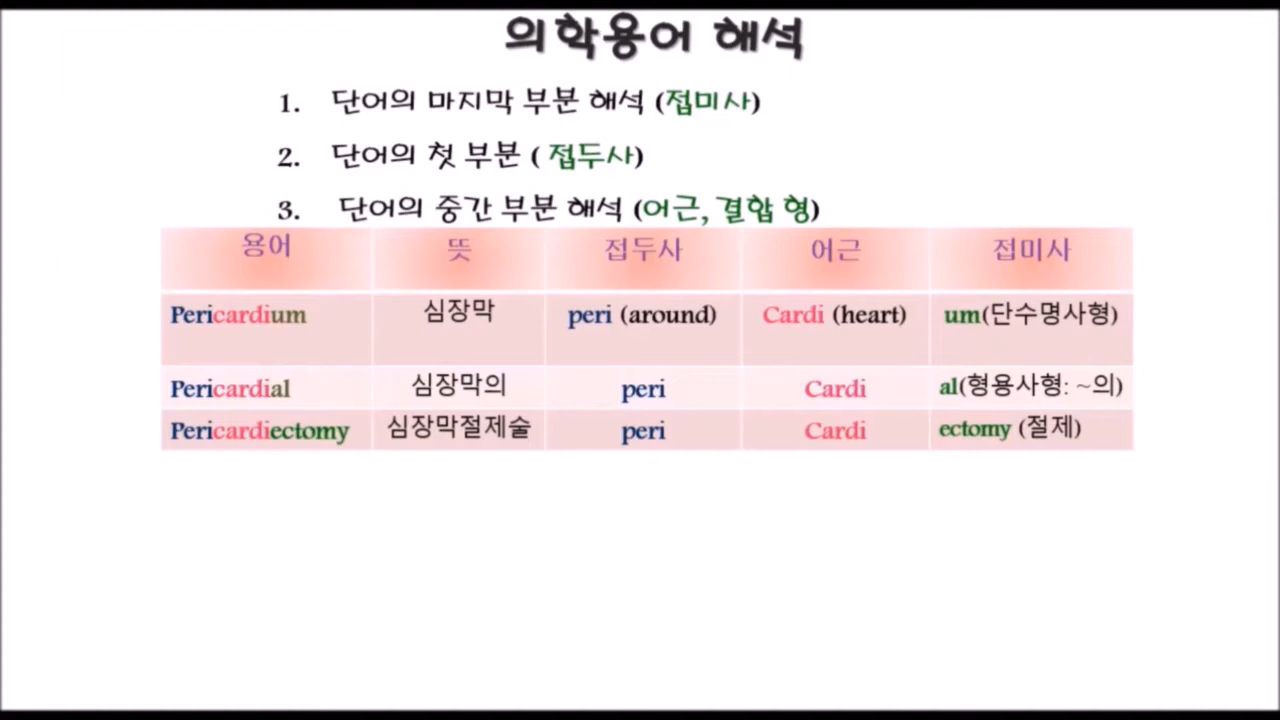 의학용어 해석
1. 단어의 마지막 부분 해석 (접미사)
2. 단어의 첫 부분 ( 접두사)
3. 단어의 중간 부분 해석 (어근, 결합 형)
용어 뜻 접두사 어근 접미사
Pericardium 심장막 peri (around) Cardi (heart) um(단수명사형)
Pericardial 심장막의 peri Cardi al(형용사형: ~의)
Pericardiectomy 심장막절제술 peri Cardi ectomy (절제)